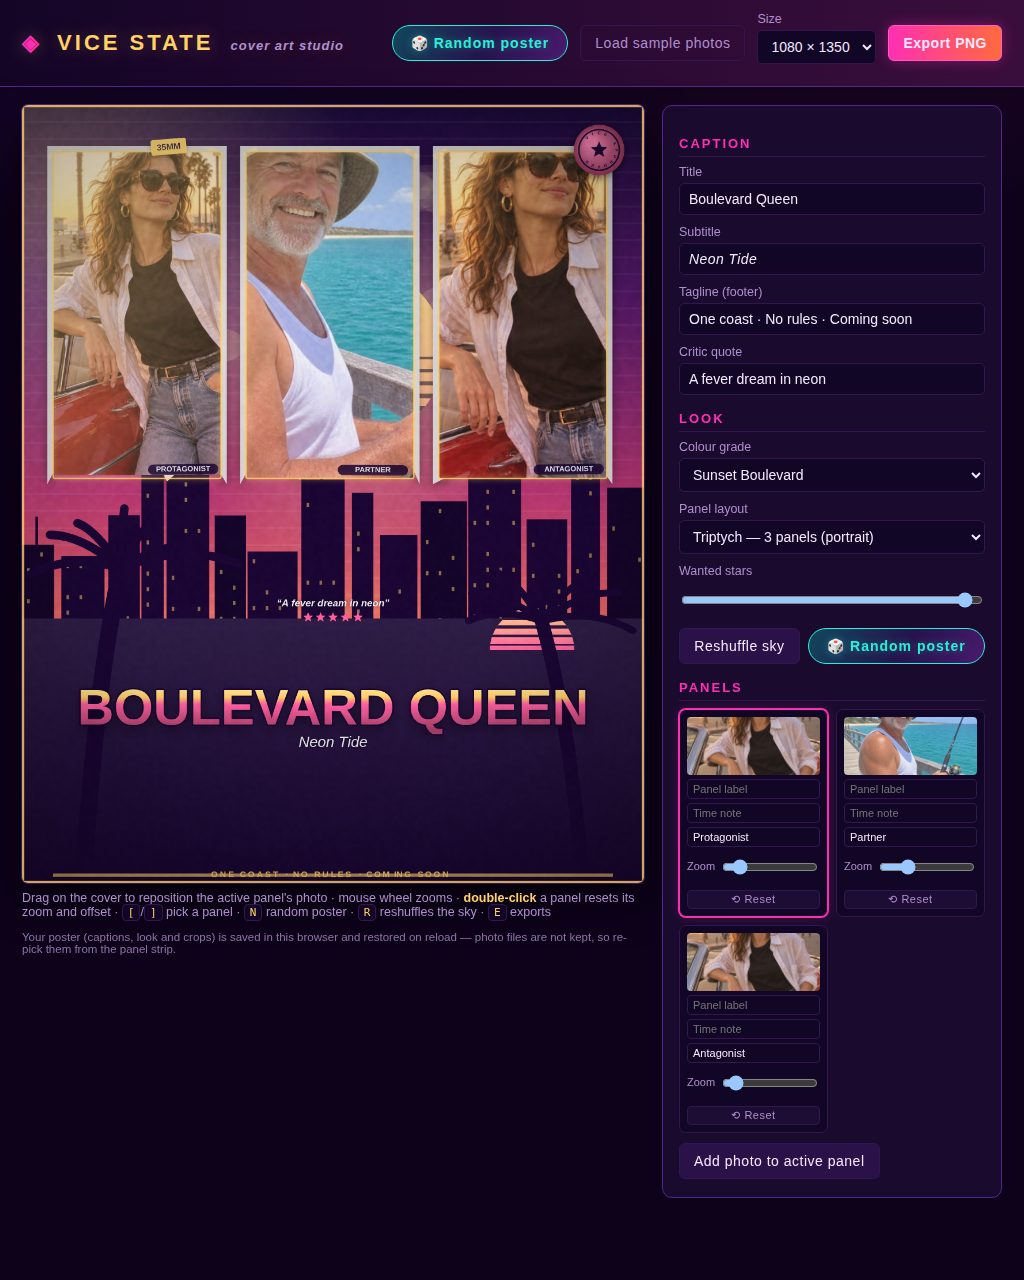 VICE STATE
cover art studio
🎲 Random poster
Load sample photos
Size
1080 × 1350
Export PNG
35MM
PROTAGONIST
PARTNER
ANTAGONIST
“A fever dream in neon”
★★★★★
BOULEVARD QUEEN
Neon Tide
ONE COAST · NO RULES · COMING SOON
Drag on the cover to reposition the active panel's photo · mouse wheel zooms · double-click a panel resets its
zoom and offset · [ / ] pick a panel · N random poster · R reshuffles the sky · E exports
Your poster (captions, look and crops) is saved in this browser and restored on reload — photo files are not kept, so re-
pick them from the panel strip.
CAPTION
Title
Boulevard Queen
Subtitle
Neon Tide
Tagline (footer)
One coast · No rules · Coming soon
Critic quote
A fever dream in neon
LOOK
Colour grade
Sunset Boulevard
Panel layout
Triptych — 3 panels (portrait)
Wanted stars
Reshuffle sky
🎲 Random poster
PANELS
Panel label
Time note
Protagonist
Zoom
⟲ Reset
Panel label
Time note
Partner
Zoom
⟲ Reset
Panel label
Time note
Antagonist
Zoom
⟲ Reset
Add photo to active panel